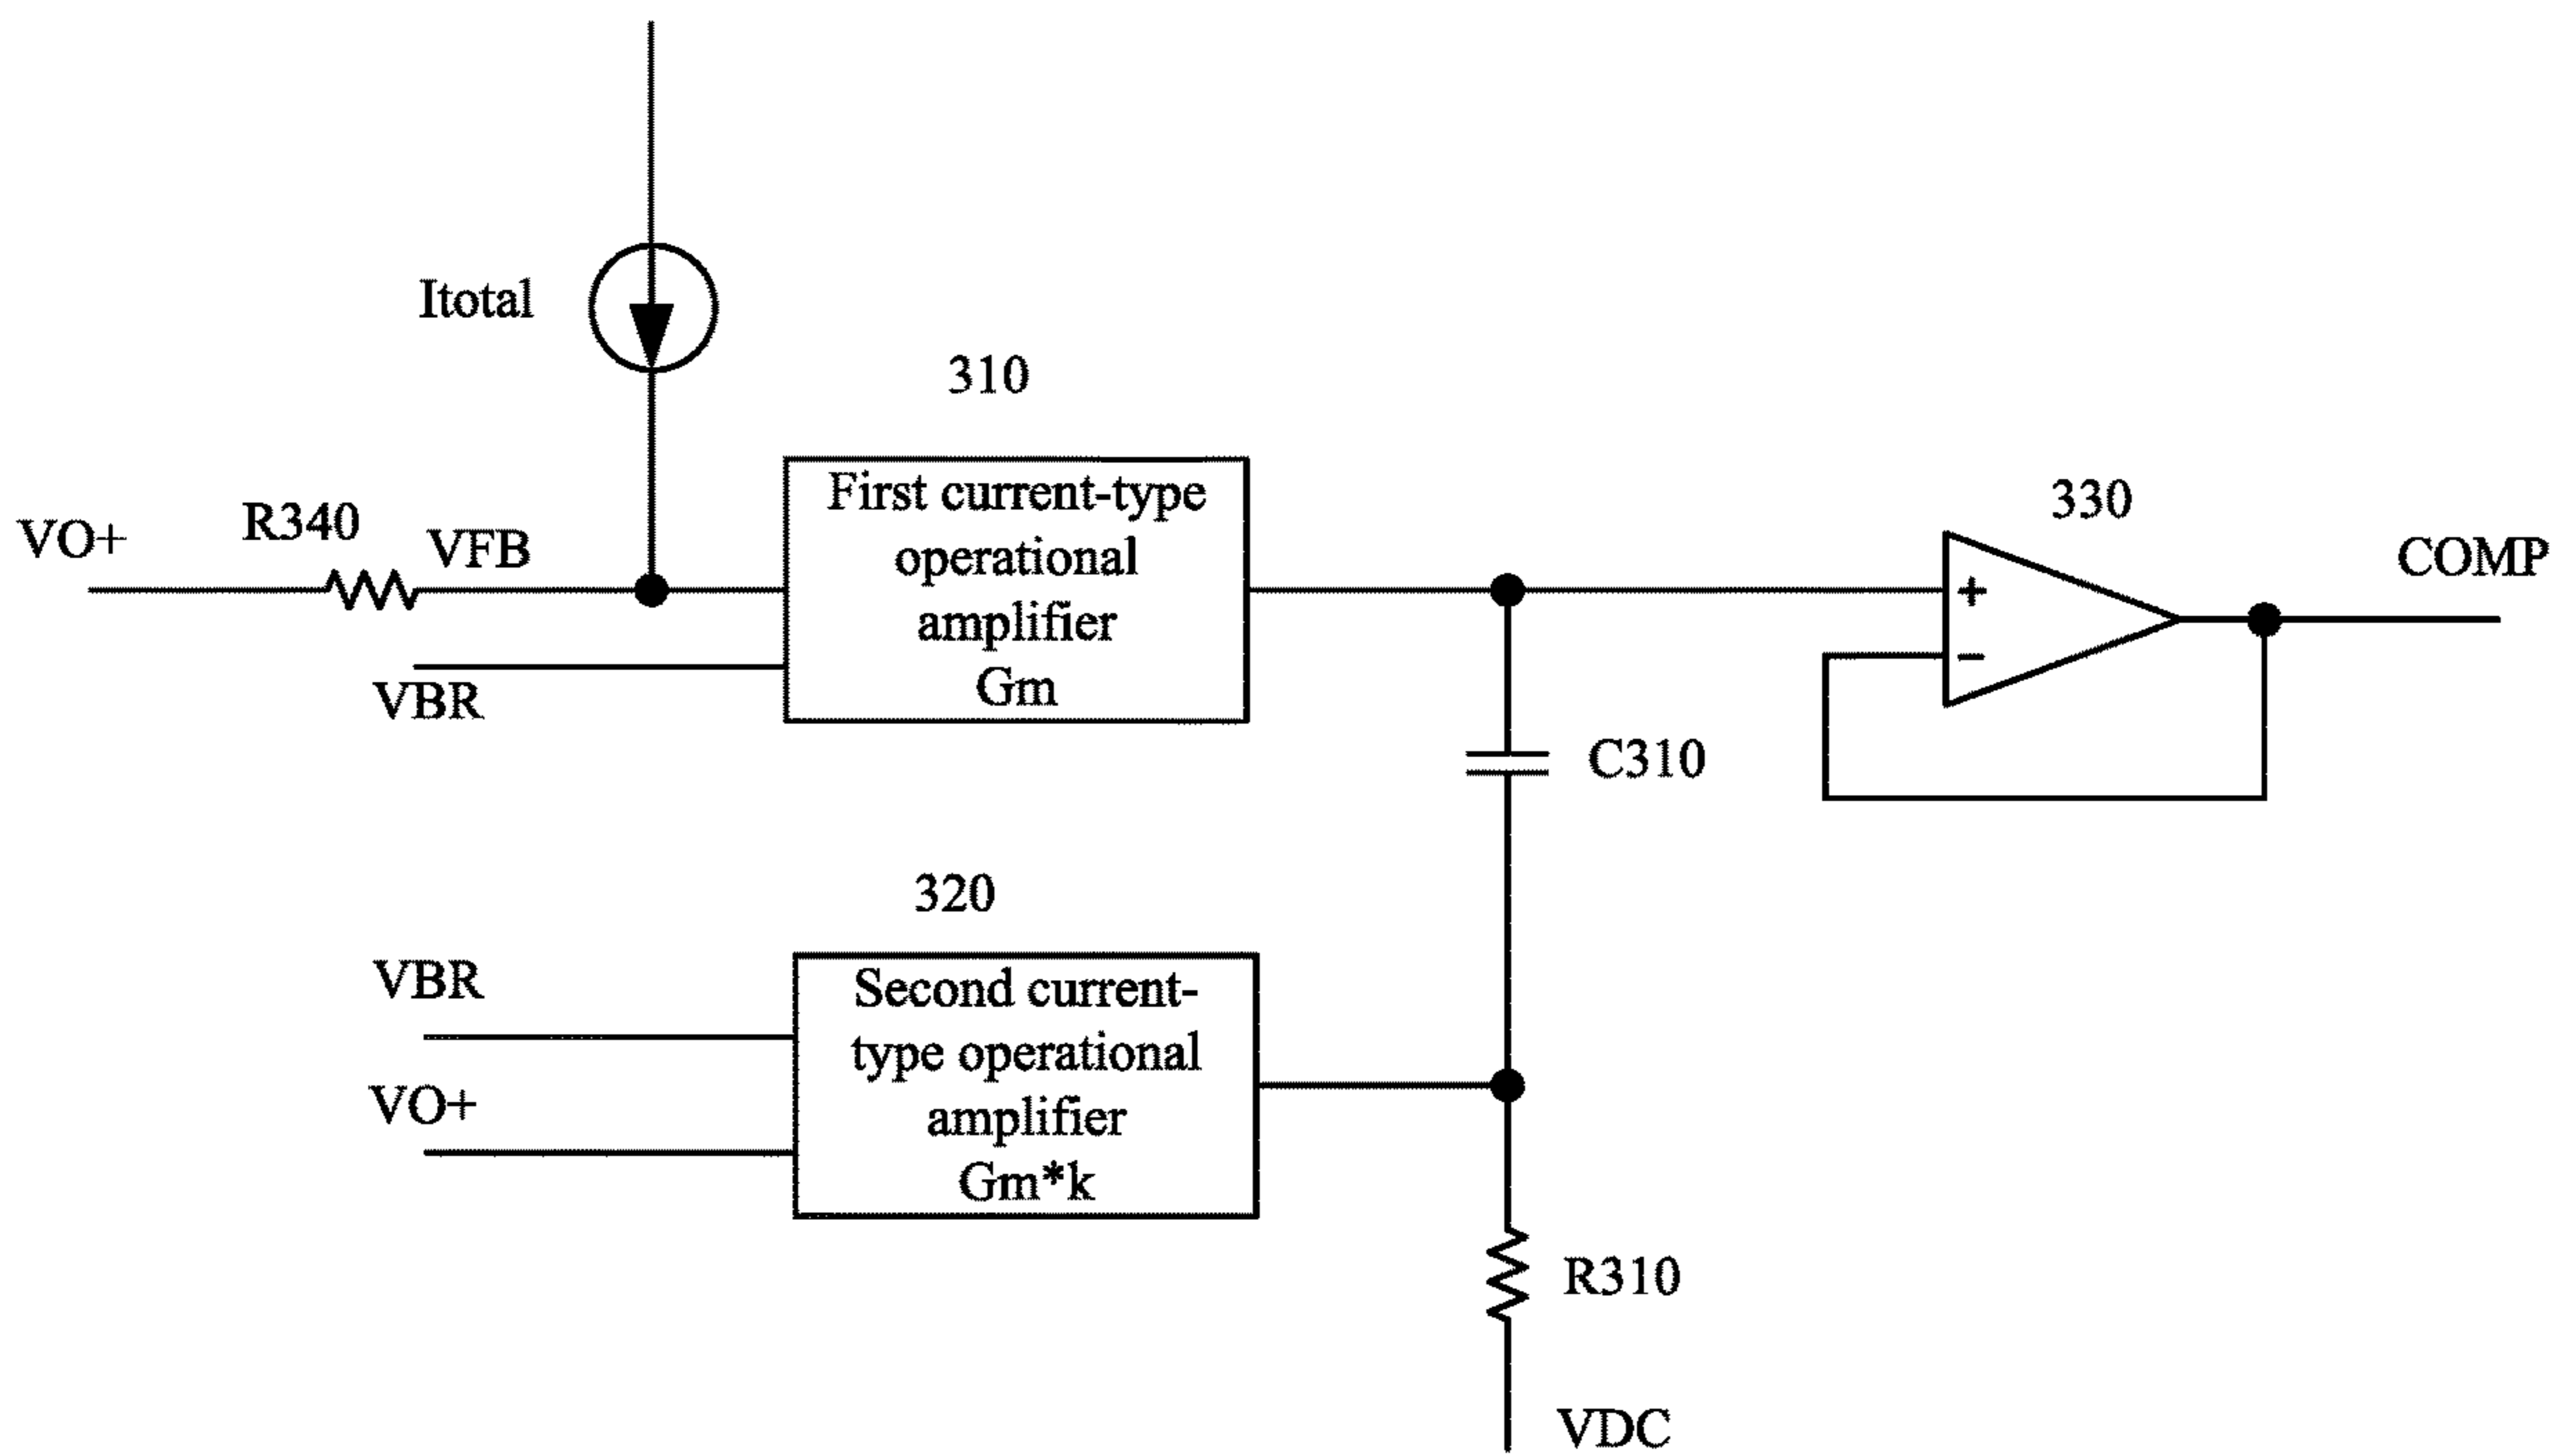 Itotal
310
First current-type
operational
amplifier
Gm
VO+
R340
VFB
VBR
330
+
−
COMP
C310
320
VBR
VO+
Second current-
type operational
amplifier
Gm*k
R310
VDC